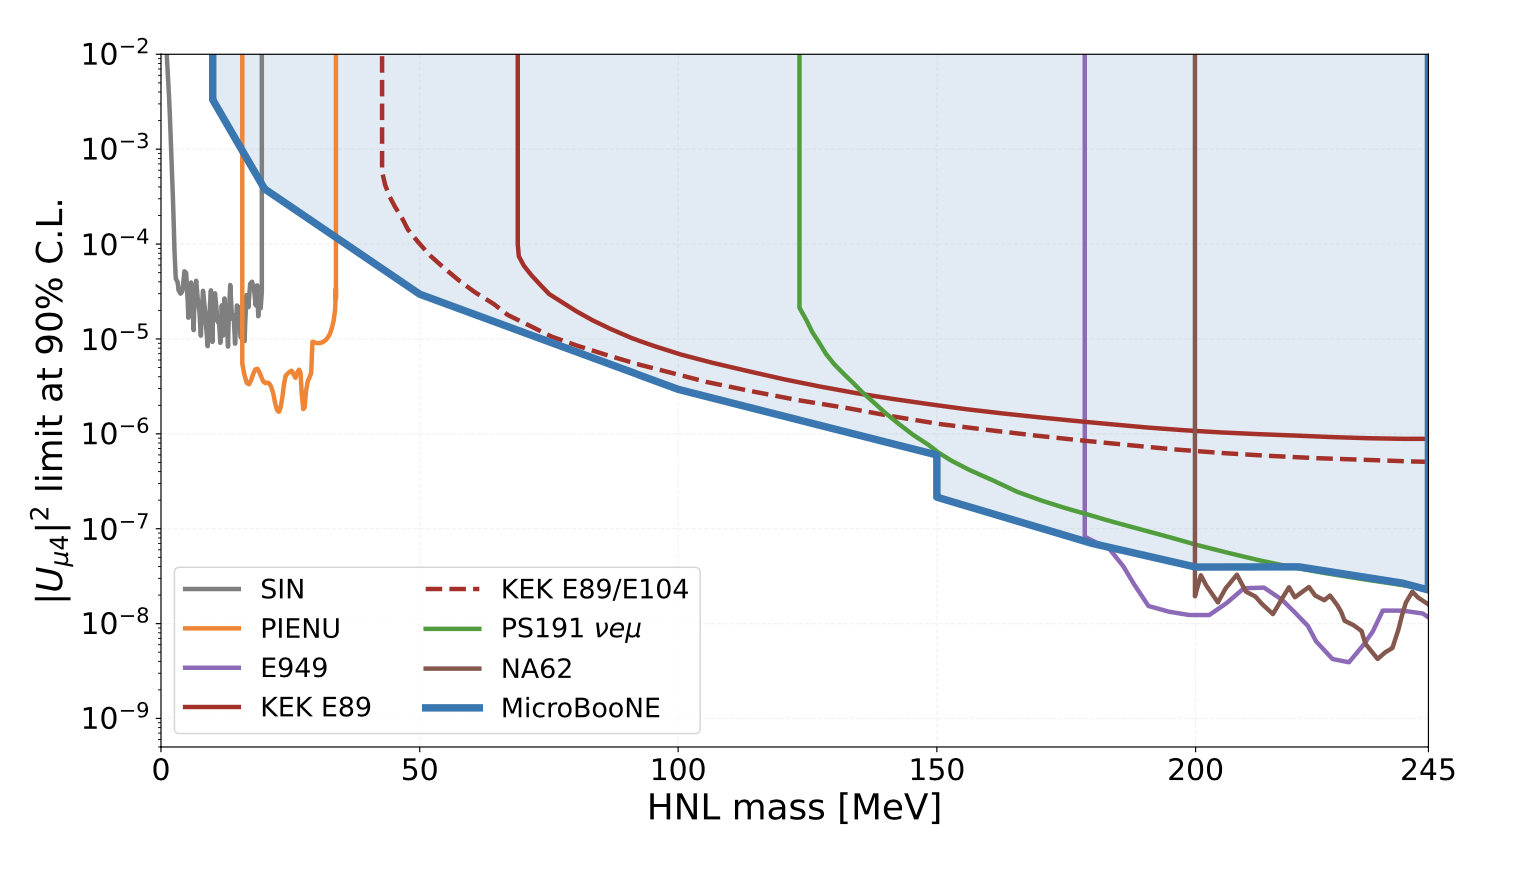 10⁻²
10⁻³
10⁻⁴
10⁻⁵
10⁻⁶
10⁻⁷
10⁻⁸
10⁻⁹
|U_{μ4}|² limit at 90% C.L.
SIN
PIENU
E949
KEK E89
KEK E89/E104
PS191 νeμ
NA62
MicroBooNE
0 50 100 150 200 245
HNL mass [MeV]